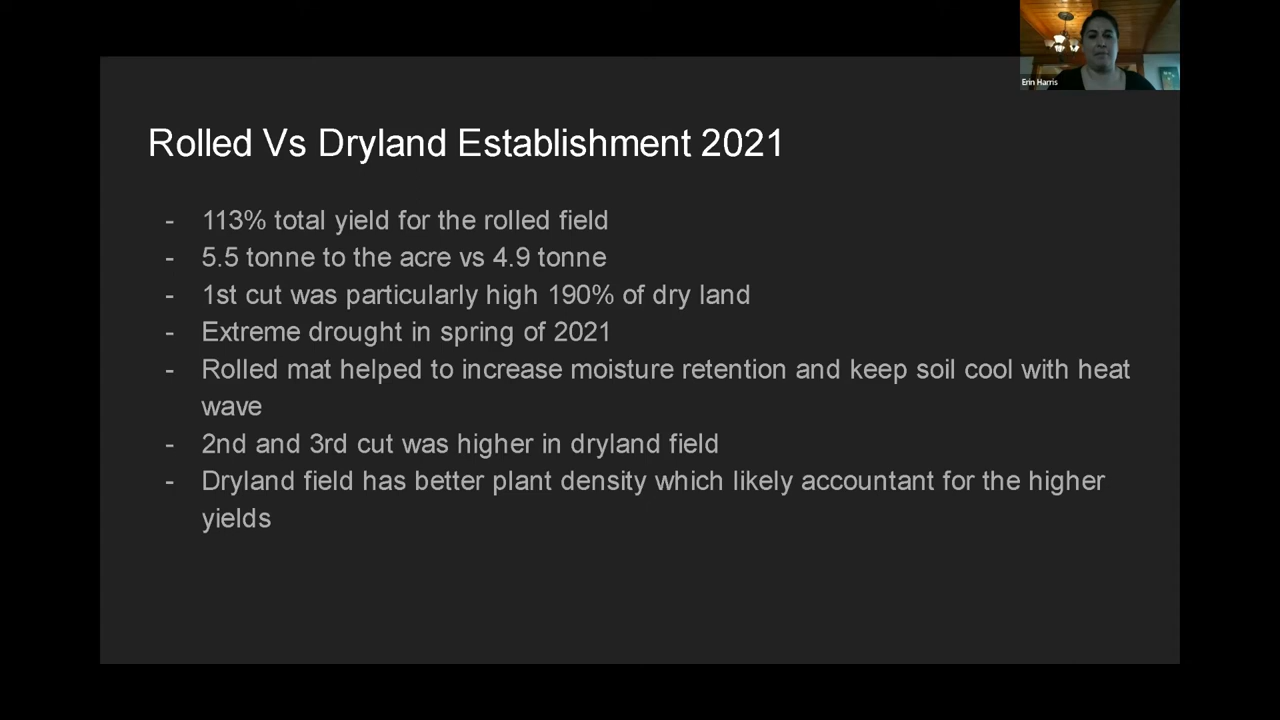 Erin Harris
Rolled Vs Dryland Establishment 2021
- 113% total yield for the rolled field
- 5.5 tonne to the acre vs 4.9 tonne
- 1st cut was particularly high 190% of dry land
- Extreme drought in spring of 2021
- Rolled mat helped to increase moisture retention and keep soil cool with heat
wave
- 2nd and 3rd cut was higher in dryland field
- Dryland field has better plant density which likely accountant for the higher
yields